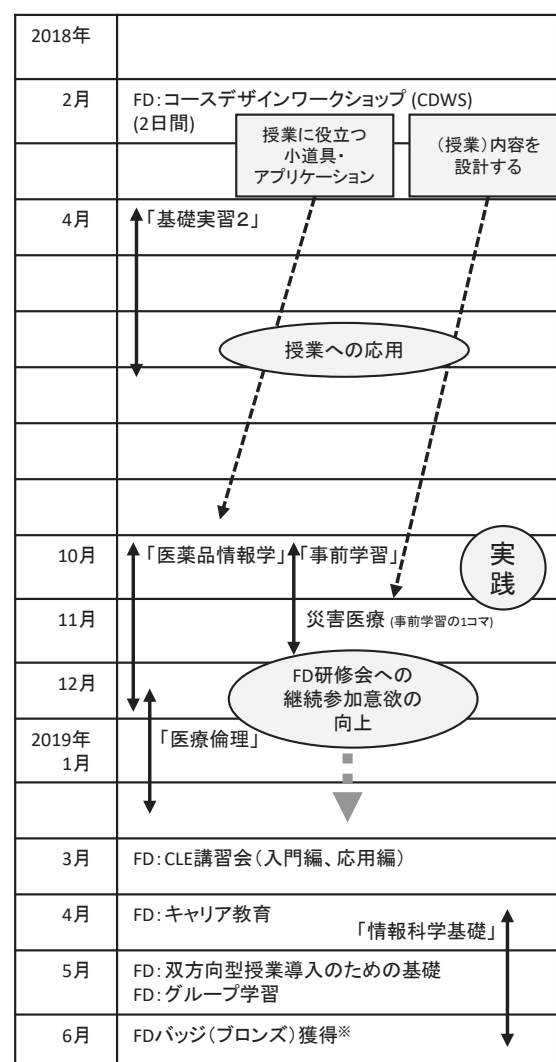 2018年
2月
FD:コースデザインワークショップ (CDWS)
(2日間)
授業に役立つ
小道具・
アプリケーション
(授業)内容を
設計する
4月
「基礎実習2」
授業への応用
10月
「医薬品情報学」
「事前学習」
実
践
11月
災害医療 (事前学習の1コマ)
12月
FD研修会への
継続参加意欲の
向上
2019年
1月
「医療倫理」
3月
FD:CLE講習会(入門編、応用編)
4月
FD:キャリア教育
「情報科学基礎」
5月
FD:双方向型授業導入のための基礎
FD:グループ学習
6月
FDバッジ(ブロンズ)獲得※